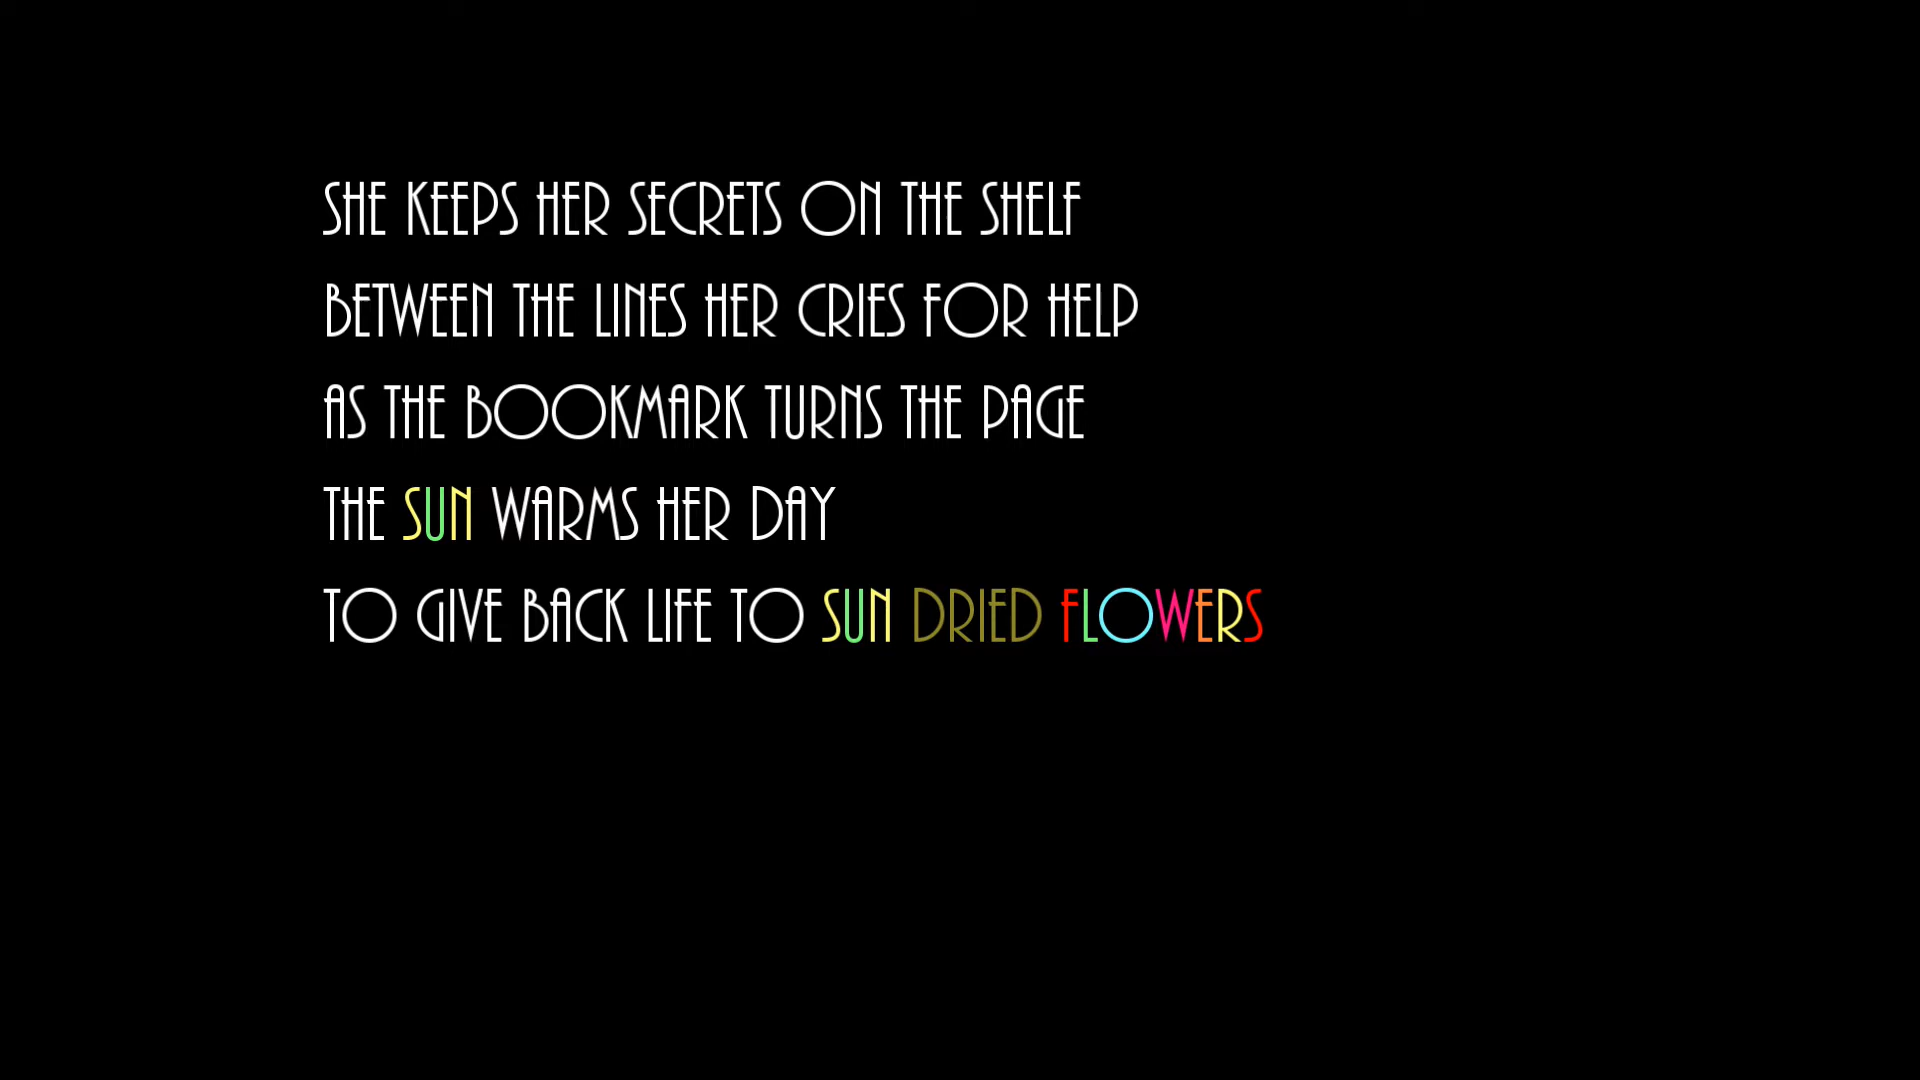 SHE KEEPS HER SECRETS ON THE SHELF
BETWEEN THE LINES HER CRIES FOR HELP
AS THE BOOKMARK TURNS THE PAGE
THE SUN WARMS HER DAY
TO GIVE BACK LIFE TO SUN DRIED FLOWERS